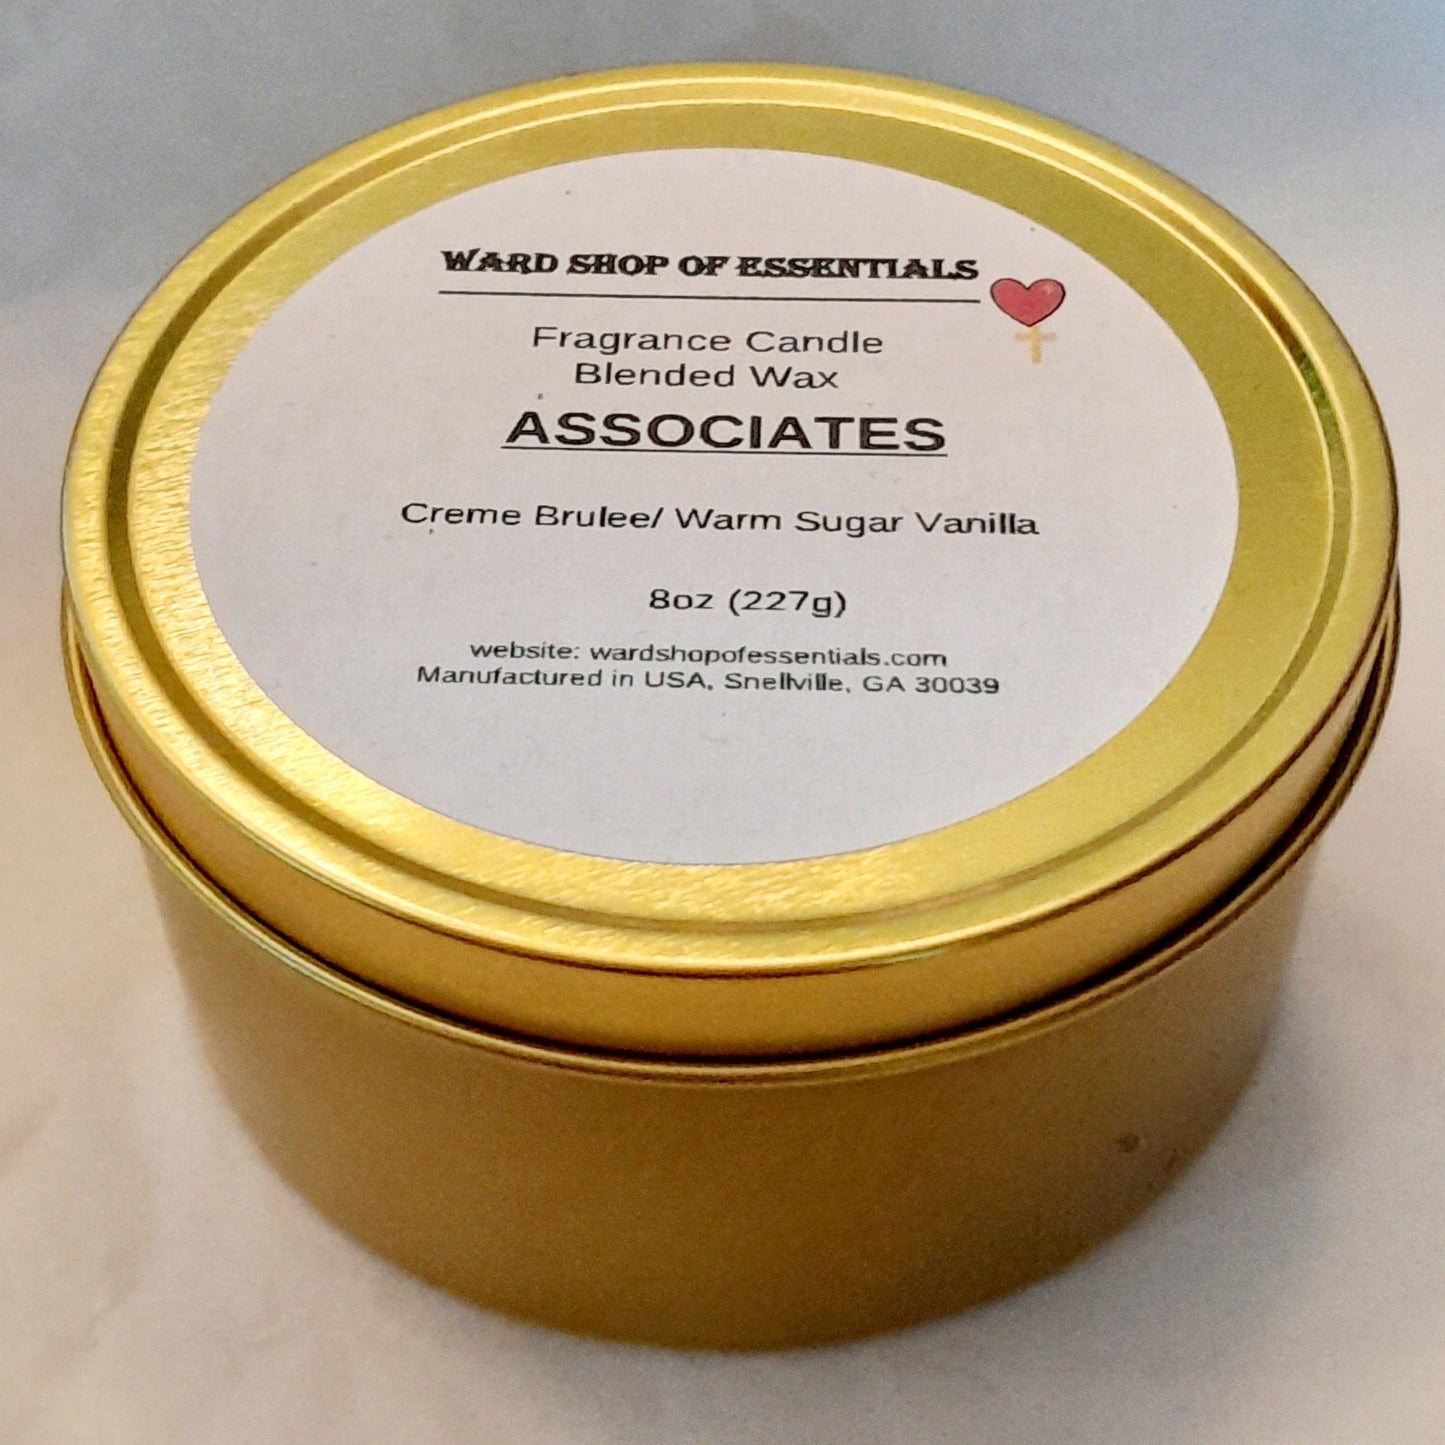 WARD SHOP OF ESSENTIALS
Fragrance Candle
Blended Wax
ASSOCIATES
Creme Brulee/ Warm Sugar Vanilla
8oz (227g)
website: wardshopofessentials.com
Manufactured in USA, Snellville, GA 30039